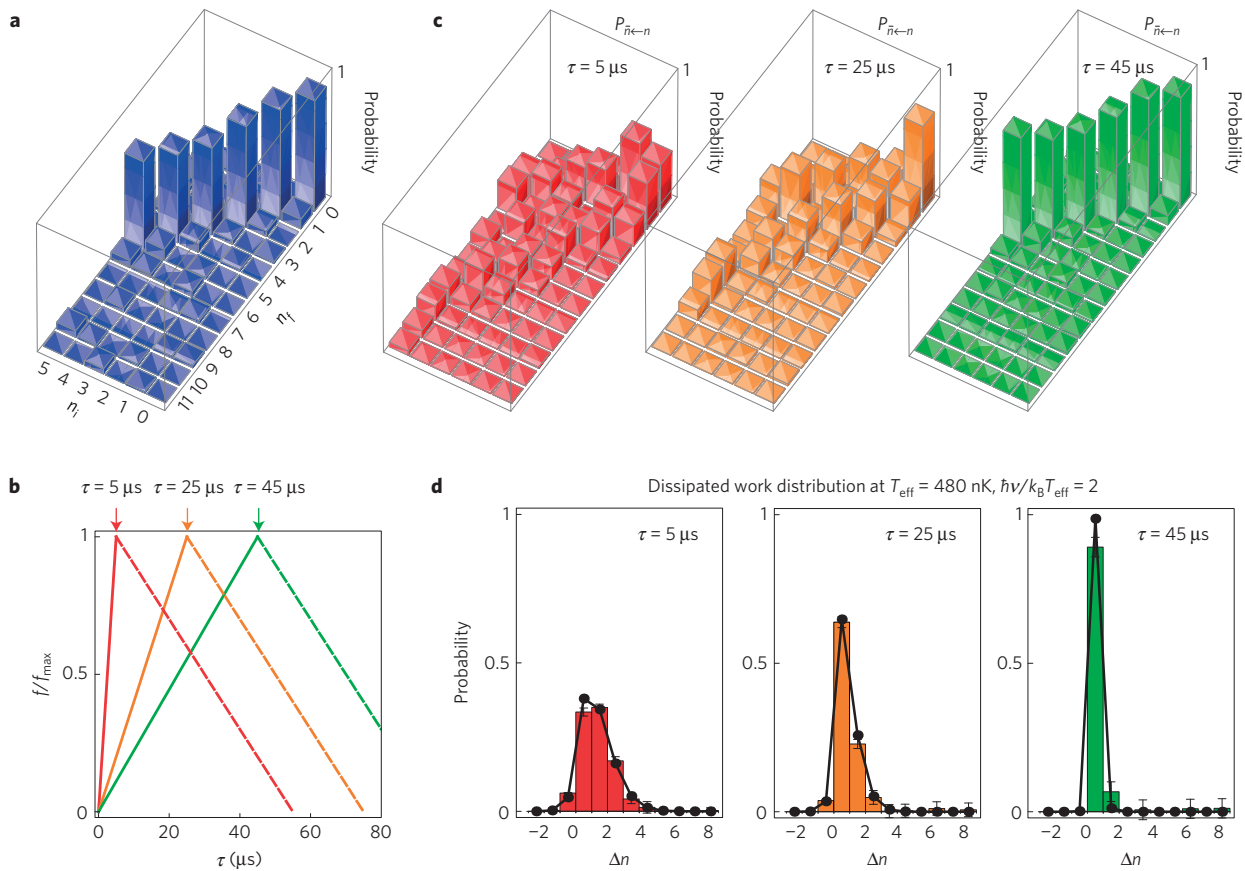 a
1
Probability
0
1
2
3
4
5
6
7
8
9
10
11
n_f
5 4 3 2 1 0
n_i
c
P_{n̄←n}
τ = 5 μs
1
Probability
P_{n̄←n}
τ = 25 μs
1
Probability
τ = 45 μs
1
Probability
b
τ = 5 μs τ = 25 μs τ = 45 μs
1
0.5
0
f/f_max
0 20 40 60 80
τ (μs)
d
Dissipated work distribution at T_eff = 480 nK, ℏν/k_BT_eff = 2
1
0.5
0
Probability
τ = 5 μs
−2 0 2 4 6 8
Δn
1
0.5
0
τ = 25 μs
−2 0 2 4 6 8
Δn
1
0.5
0
τ = 45 μs
−2 0 2 4 6 8
Δn